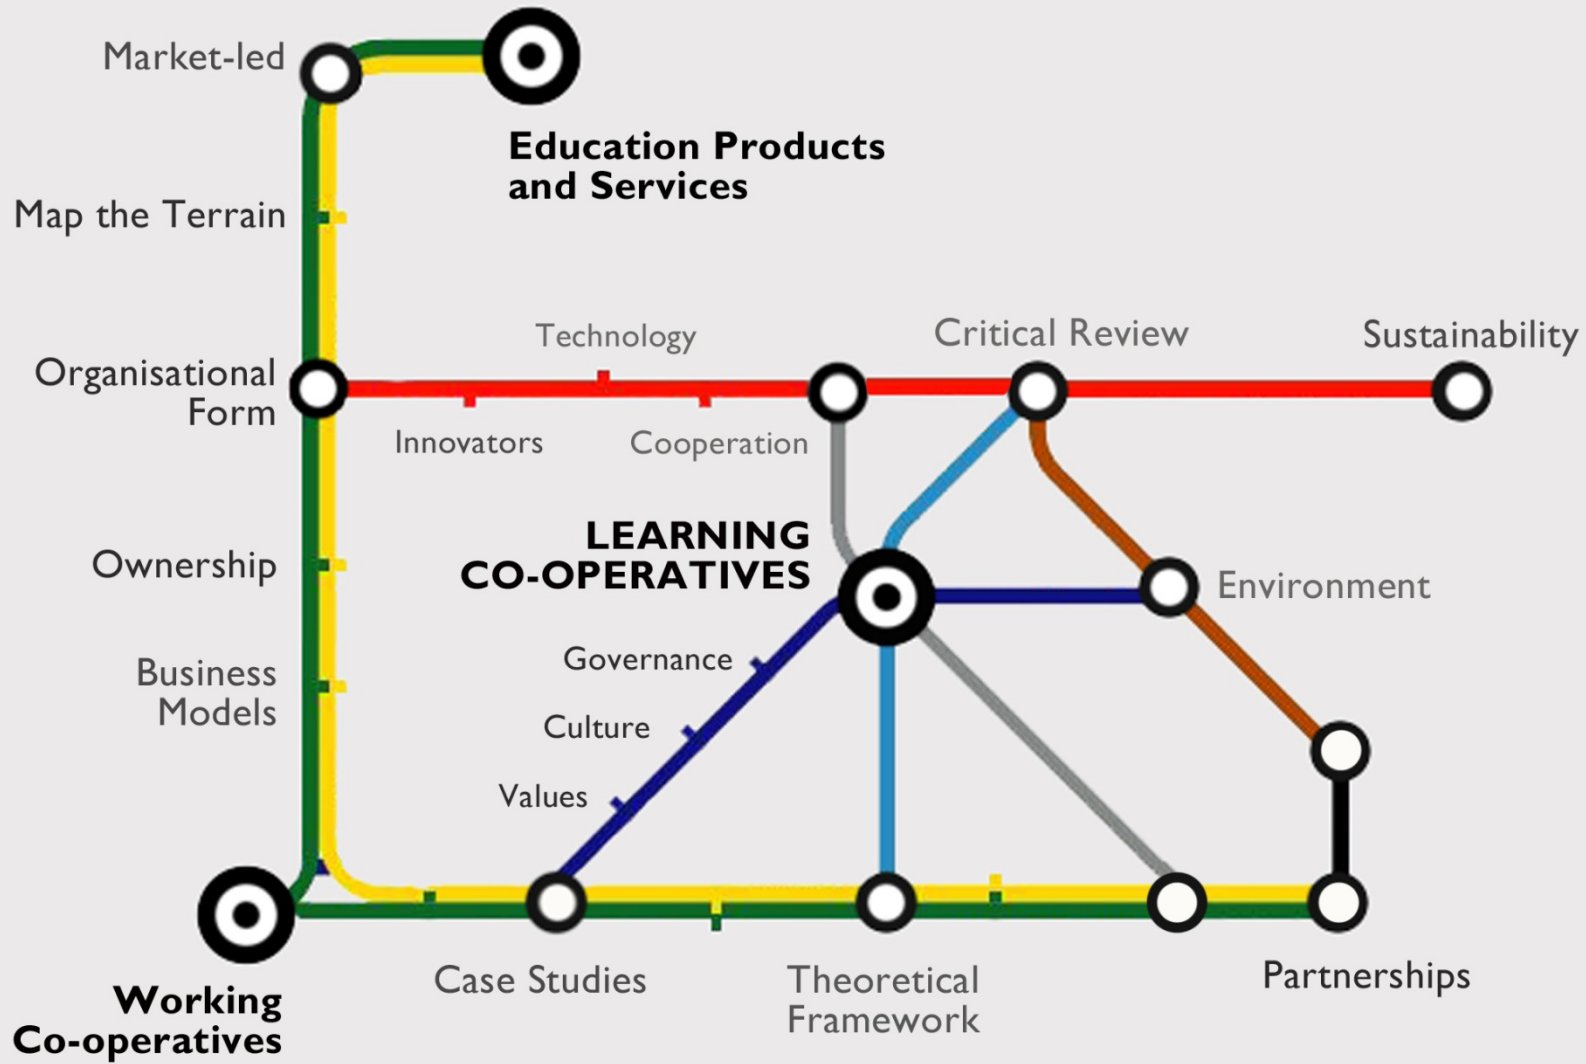 Market-led
Education Products
and Services
Map the Terrain
Technology
Critical Review
Sustainability
Organisational
Form
Innovators
Cooperation
LEARNING
CO-OPERATIVES
Ownership
Environment
Governance
Business
Models
Culture
Values
Case Studies
Theoretical
Framework
Partnerships
Working
Co-operatives